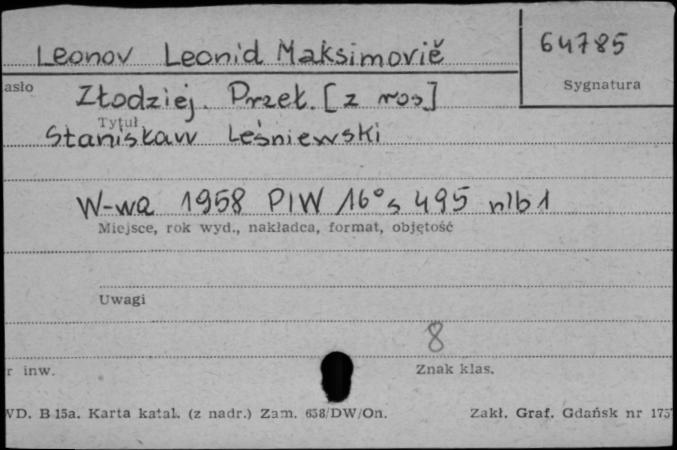 Leonov Leonid Maksimovič
64785
asło
Sygnatura
Złodziej. Przeł. [z ros]
Tytuł
Stanisław Leśniewski
W-wa 1958 PIW 16° s 495 nlb 1
Miejsce, rok wyd., nakładca, format, objętość
Uwagi
8
r inw.
Znak klas.
WD. B 15a. Karta katal. (z nadr.) Zam. 658/DW/On.
Zakł. Graf. Gdańsk nr 175